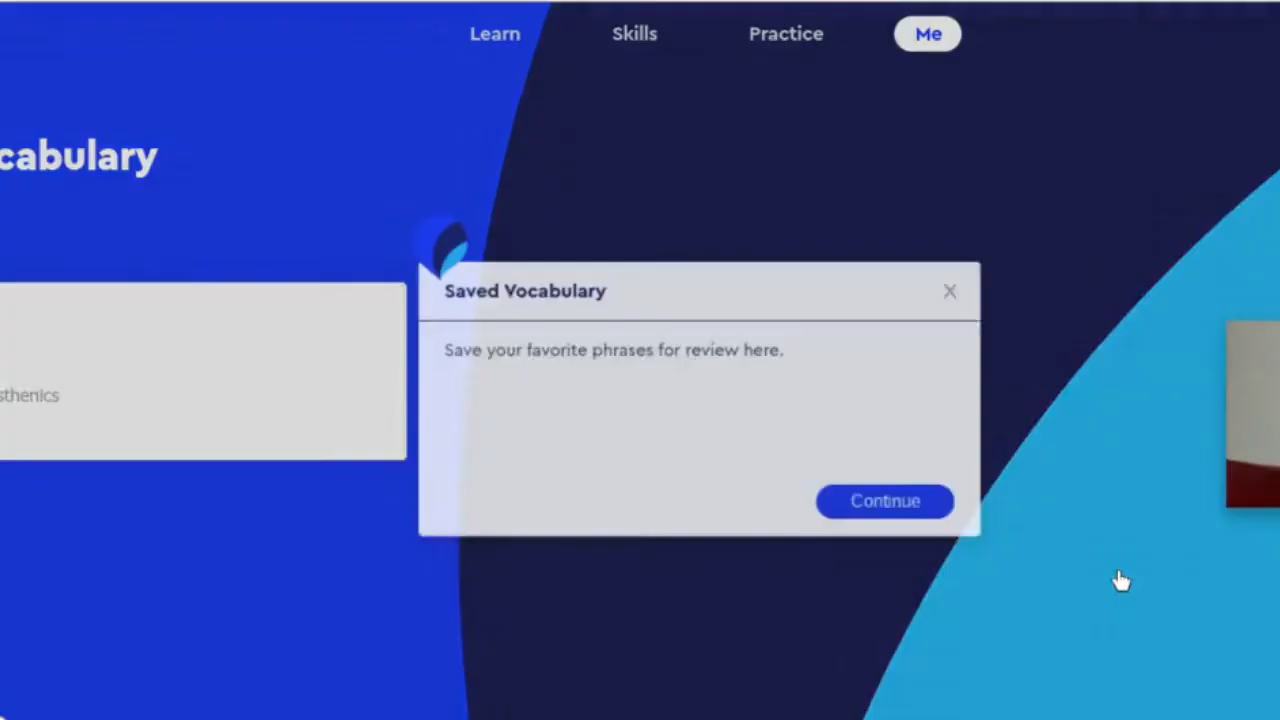 Learn Skills Practice Me
cabulary
Saved Vocabulary X
Save your favorite phrases for review here.
sthenics
Continue